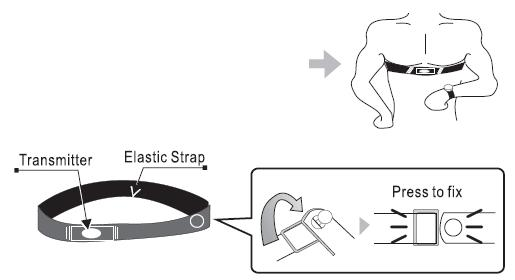 Transmitter
Elastic Strap
Press to fix